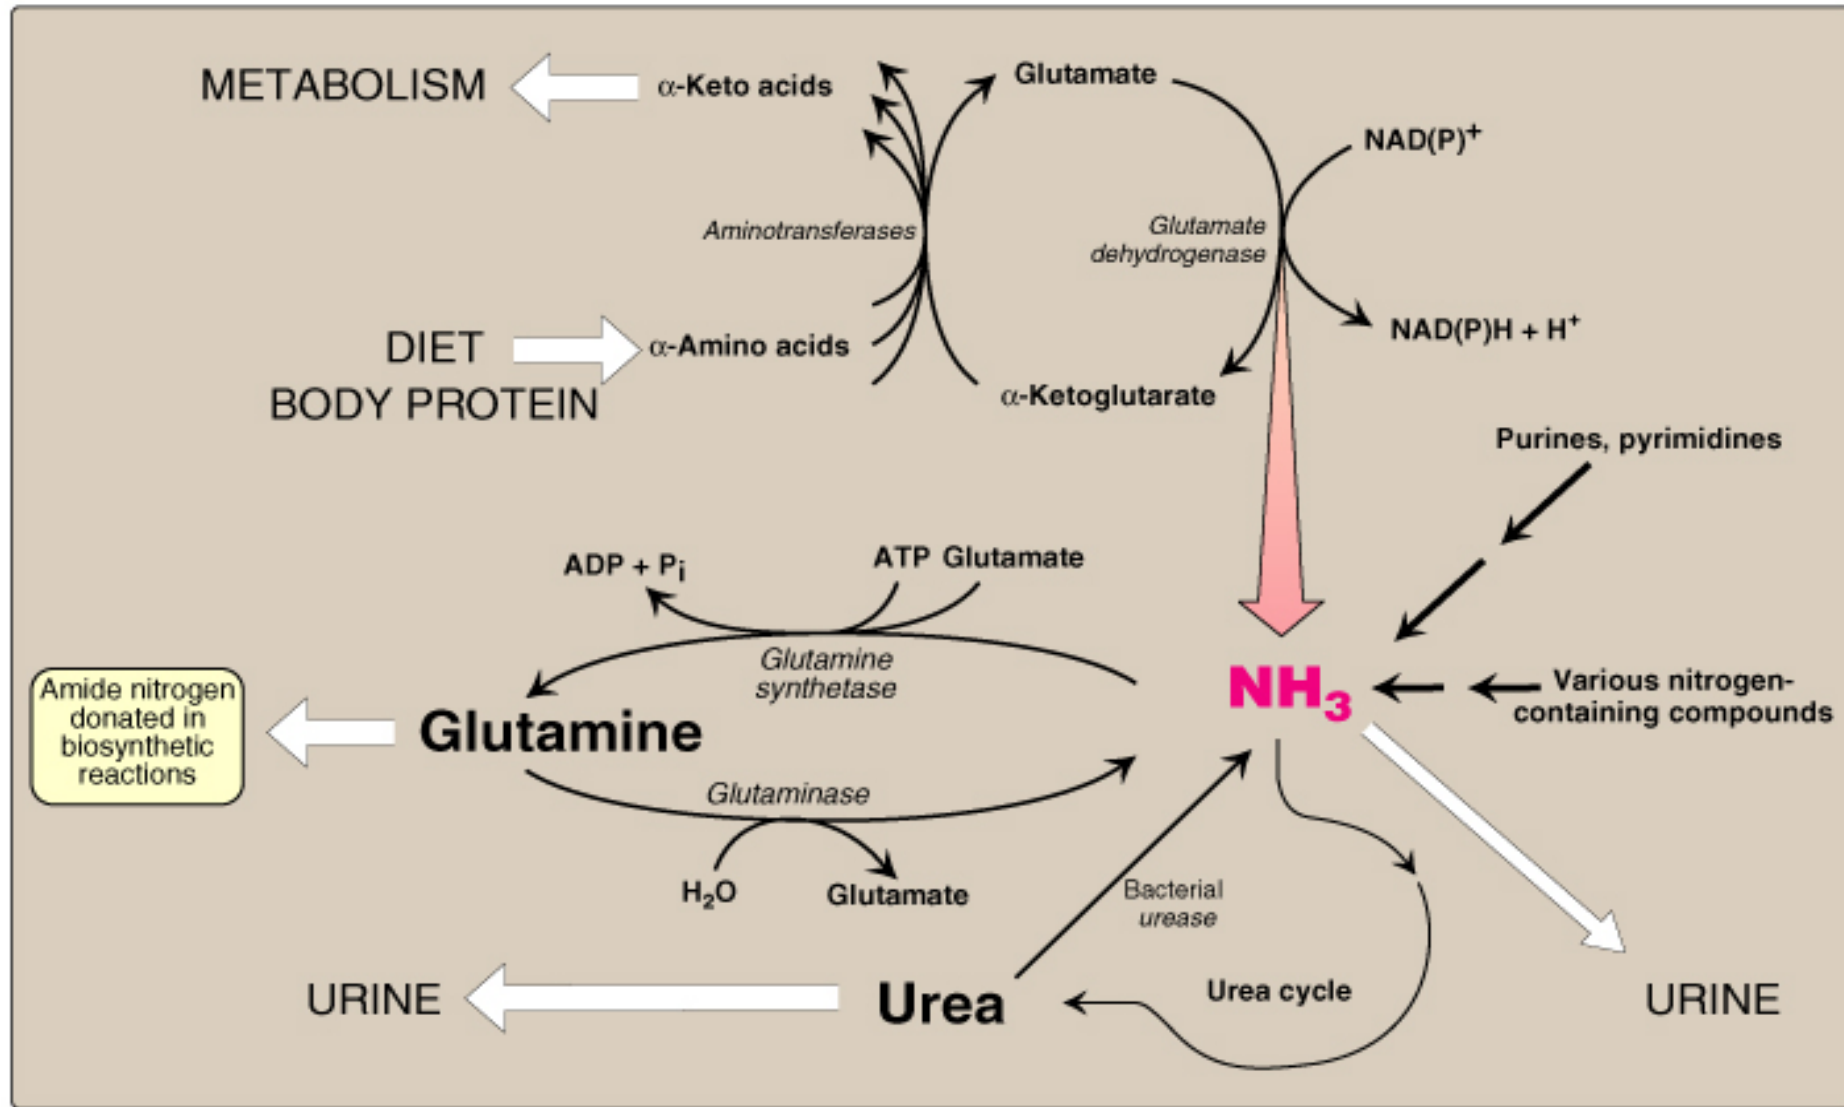 METABOLISM
α-Keto acids
Glutamate
NAD(P)⁺
Aminotransferases
Glutamate
dehydrogenase
NAD(P)H + H⁺
DIET
BODY PROTEIN
α-Amino acids
α-Ketoglutarate
Purines, pyrimidines
ADP + Pᵢ
ATP Glutamate
Glutamine
synthetase
NH₃
Various nitrogen-
containing compounds
Amide nitrogen
donated in
biosynthetic
reactions
Glutamine
Glutaminase
H₂O
Glutamate
Bacterial
urease
URINE
Urea
Urea cycle
URINE